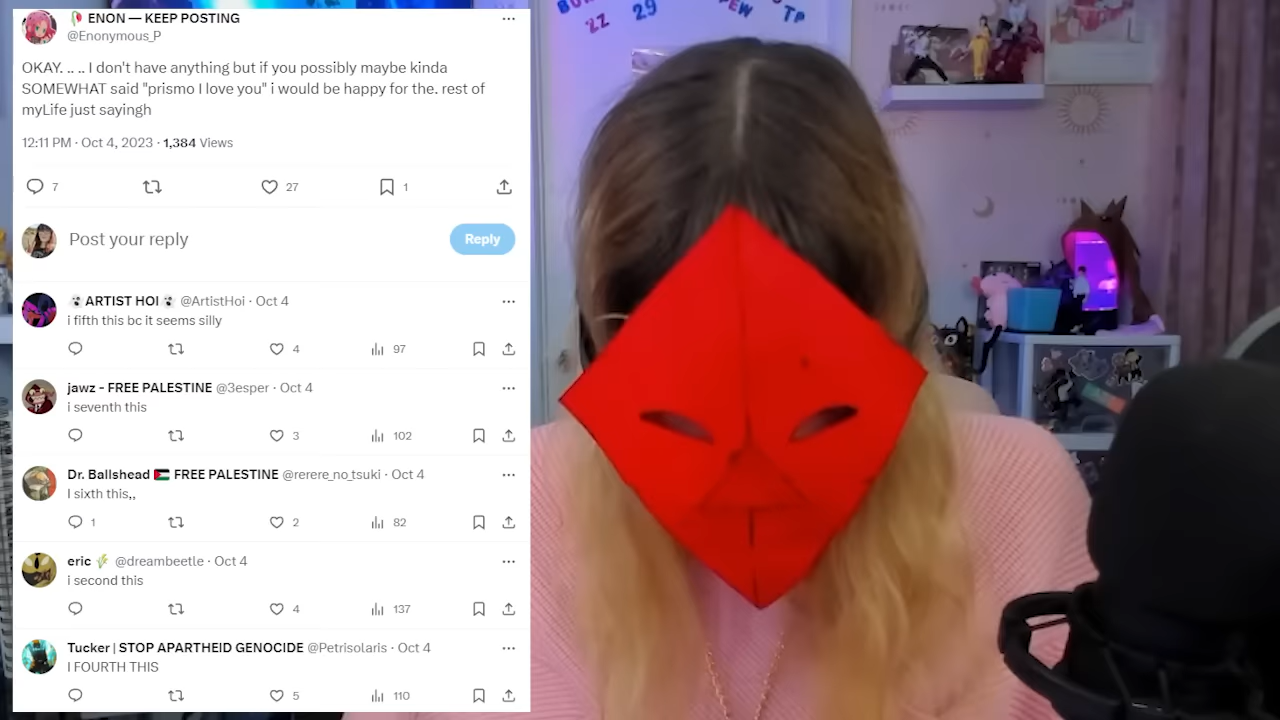 ENON — KEEP POSTING
@Enonymous_P
OKAY. .. .. I don't have anything but if you possibly maybe kinda
SOMEWHAT said "prismo I love you" i would be happy for the. rest of
myLife just sayingh
12:11 PM · Oct 4, 2023 · 1,384 Views
7 27 1
Post your reply
Reply
ARTIST HOI @ArtistHoi · Oct 4
i fifth this bc it seems silly
4 97
jawz - FREE PALESTINE @3esper · Oct 4
i seventh this
3 102
Dr. Ballshead 🇵🇸 FREE PALESTINE @rerere_no_tsuki · Oct 4
I sixth this,,
1 2 82
eric 🌾 @dreambeetle · Oct 4
i second this
4 137
Tucker | STOP APARTHEID GENOCIDE @Petrisolaris · Oct 4
I FOURTH THIS
5 110
22 29